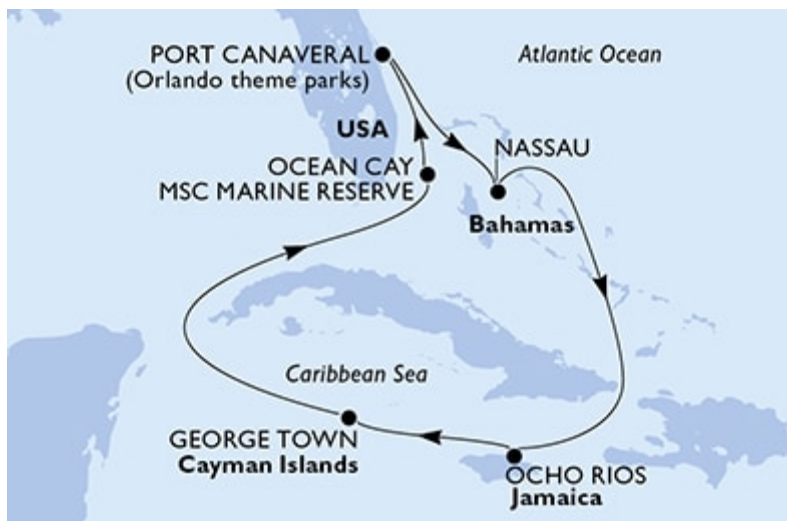 PORT CANAVERAL
(Orlando theme parks)
Atlantic Ocean
USA
OCEAN CAY
MSC MARINE RESERVE
NASSAU
Bahamas
Caribbean Sea
GEORGE TOWN
Cayman Islands
OCHO RIOS
Jamaica